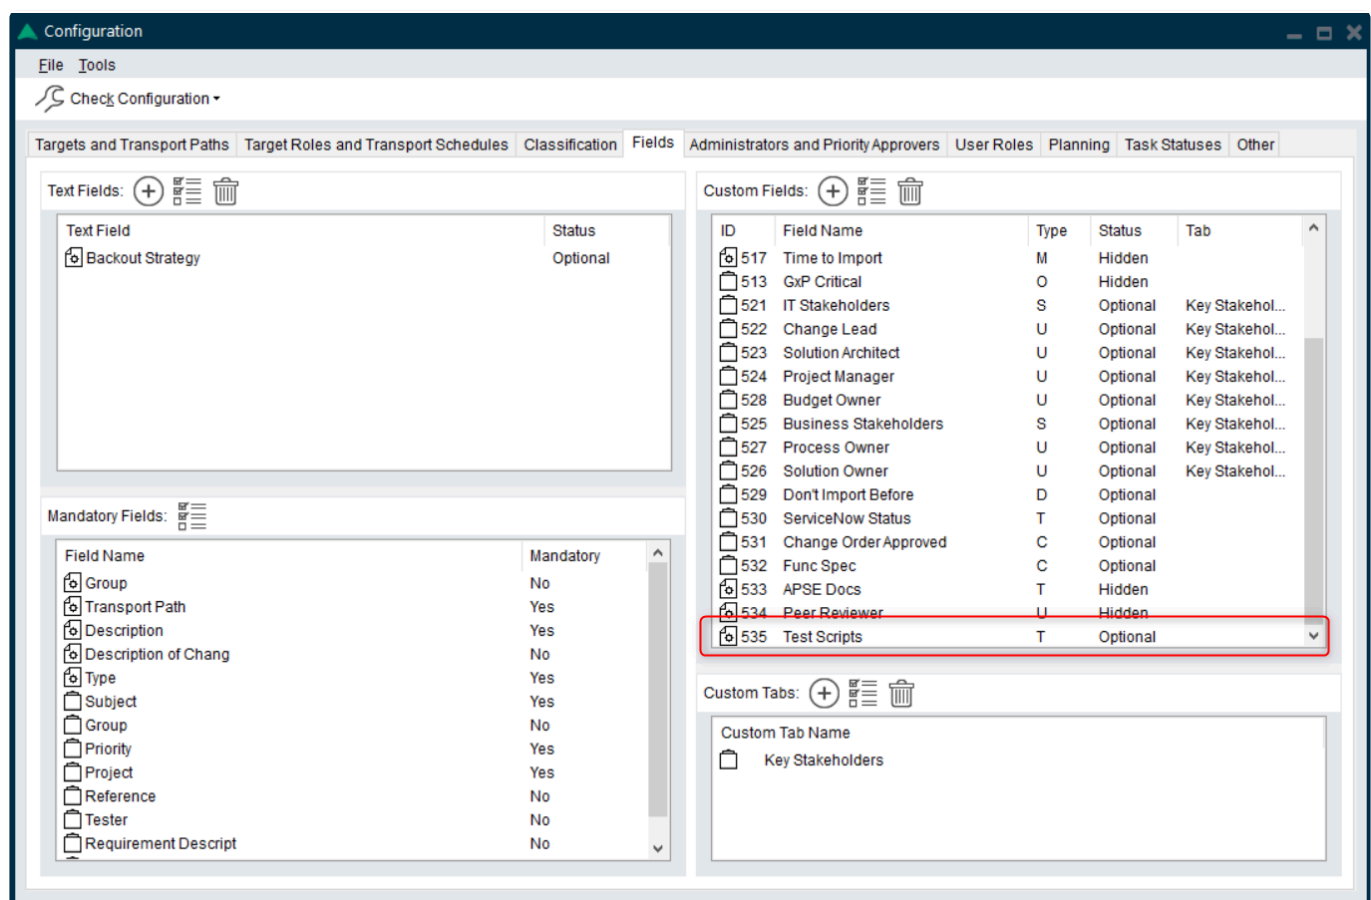 Configuration
File Tools
Check Configuration
Targets and Transport Paths Target Roles and Transport Schedules Classification Fields Administrators and Priority Approvers User Roles Planning Task Statuses Other
Text Fields:
Text Field Status
Backout Strategy Optional
Mandatory Fields:
Field Name Mandatory
Group No
Transport Path Yes
Description Yes
Description of Chang No
Type Yes
Subject Yes
Group No
Priority Yes
Project Yes
Reference No
Tester No
Requirement Descript No
Custom Fields:
ID Field Name Type Status Tab
517 Time to Import M Hidden
513 GxP Critical O Hidden
521 IT Stakeholders S Optional Key Stakehol...
522 Change Lead U Optional Key Stakehol...
523 Solution Architect U Optional Key Stakehol...
524 Project Manager U Optional Key Stakehol...
528 Budget Owner U Optional Key Stakehol...
525 Business Stakeholders S Optional Key Stakehol...
527 Process Owner U Optional Key Stakehol...
526 Solution Owner U Optional Key Stakehol...
529 Don't Import Before D Optional
530 ServiceNow Status T Optional
531 Change Order Approved C Optional
532 Func Spec C Optional
533 APSE Docs T Hidden
534 Peer Reviewer U Hidden
535 Test Scripts T Optional
Custom Tabs:
Custom Tab Name
Key Stakeholders